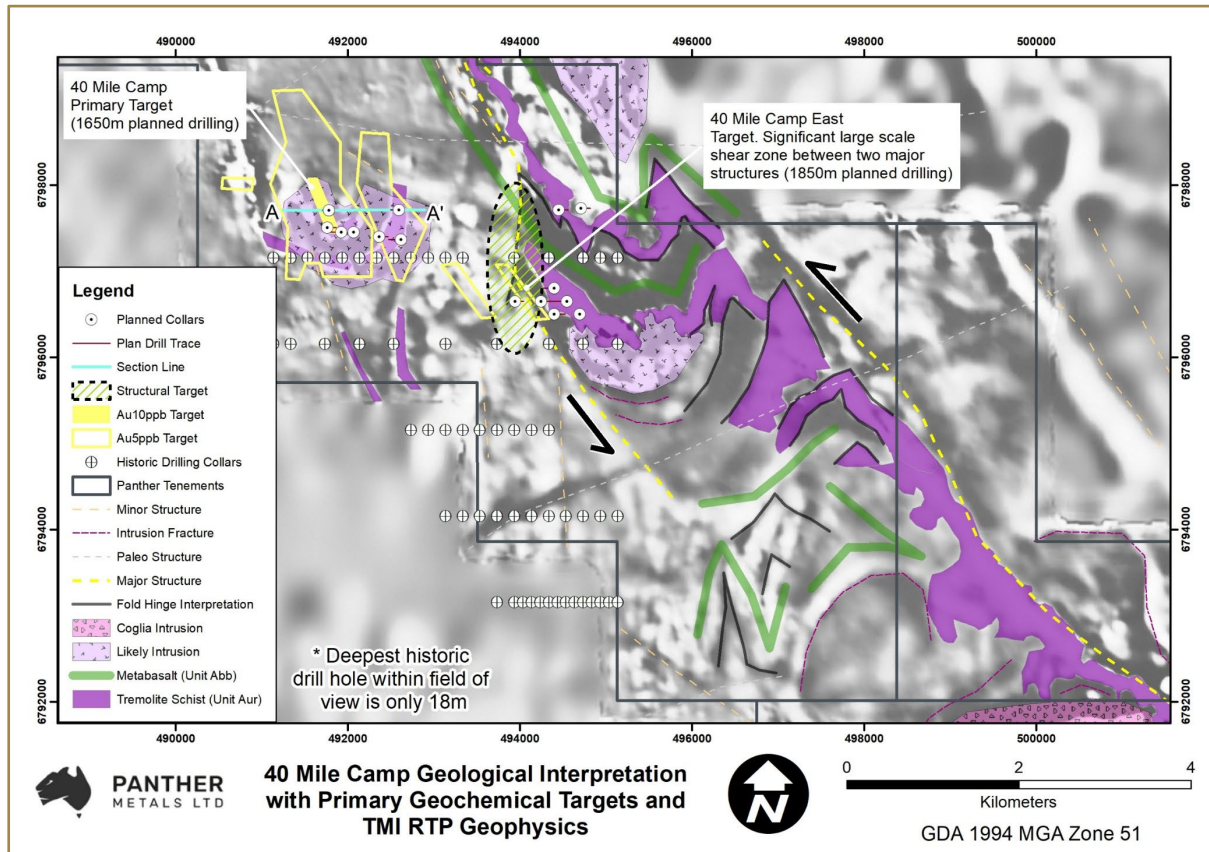 490000 492000 494000 496000 498000 500000
40 Mile Camp
Primary Target
(1650m planned drilling)
40 Mile Camp East
Target. Significant large scale
shear zone between two major
structures (1850m planned drilling)
6798000
6798000
A
A'
6796000
6796000
6794000
6794000
6792000
6792000
Legend
Planned Collars
Plan Drill Trace
Section Line
Structural Target
Au10ppb Target
Au5ppb Target
Historic Drilling Collars
Panther Tenements
Minor Structure
Intrusion Fracture
Paleo Structure
Major Structure
Fold Hinge Interpretation
Coglia Intrusion
Likely Intrusion
Metabasalt (Unit Abb)
Tremolite Schist (Unit Aur)
* Deepest historic
drill hole within field of
view is only 18m
490000 492000 494000 496000 498000 500000
PANTHER
METALS LTD
40 Mile Camp Geological Interpretation
with Primary Geochemical Targets and
TMI RTP Geophysics
N
0 2 4
Kilometers
GDA 1994 MGA Zone 51